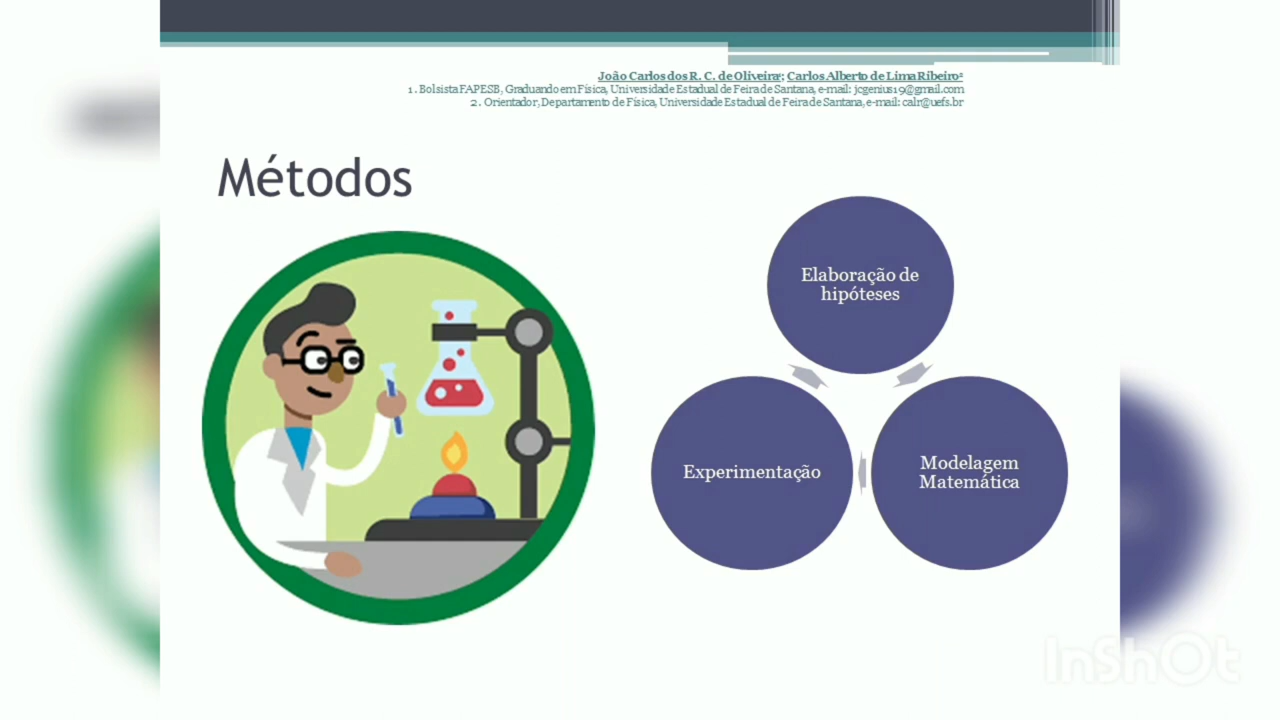 João Carlos dos R. C. de Oliveira¹; Carlos Alberto de Lima Ribeiro²
1. Bolsista FAPESB, Graduando em Física, Universidade Estadual de Feira de Santana, e-mail: jcgenius19@gmail.com
2. Orientador, Departamento de Física, Universidade Estadual de Feira de Santana, e-mail: calr@uefs.br
Métodos
Elaboração de
hipóteses
Experimentação
Modelagem
Matemática
InShOt